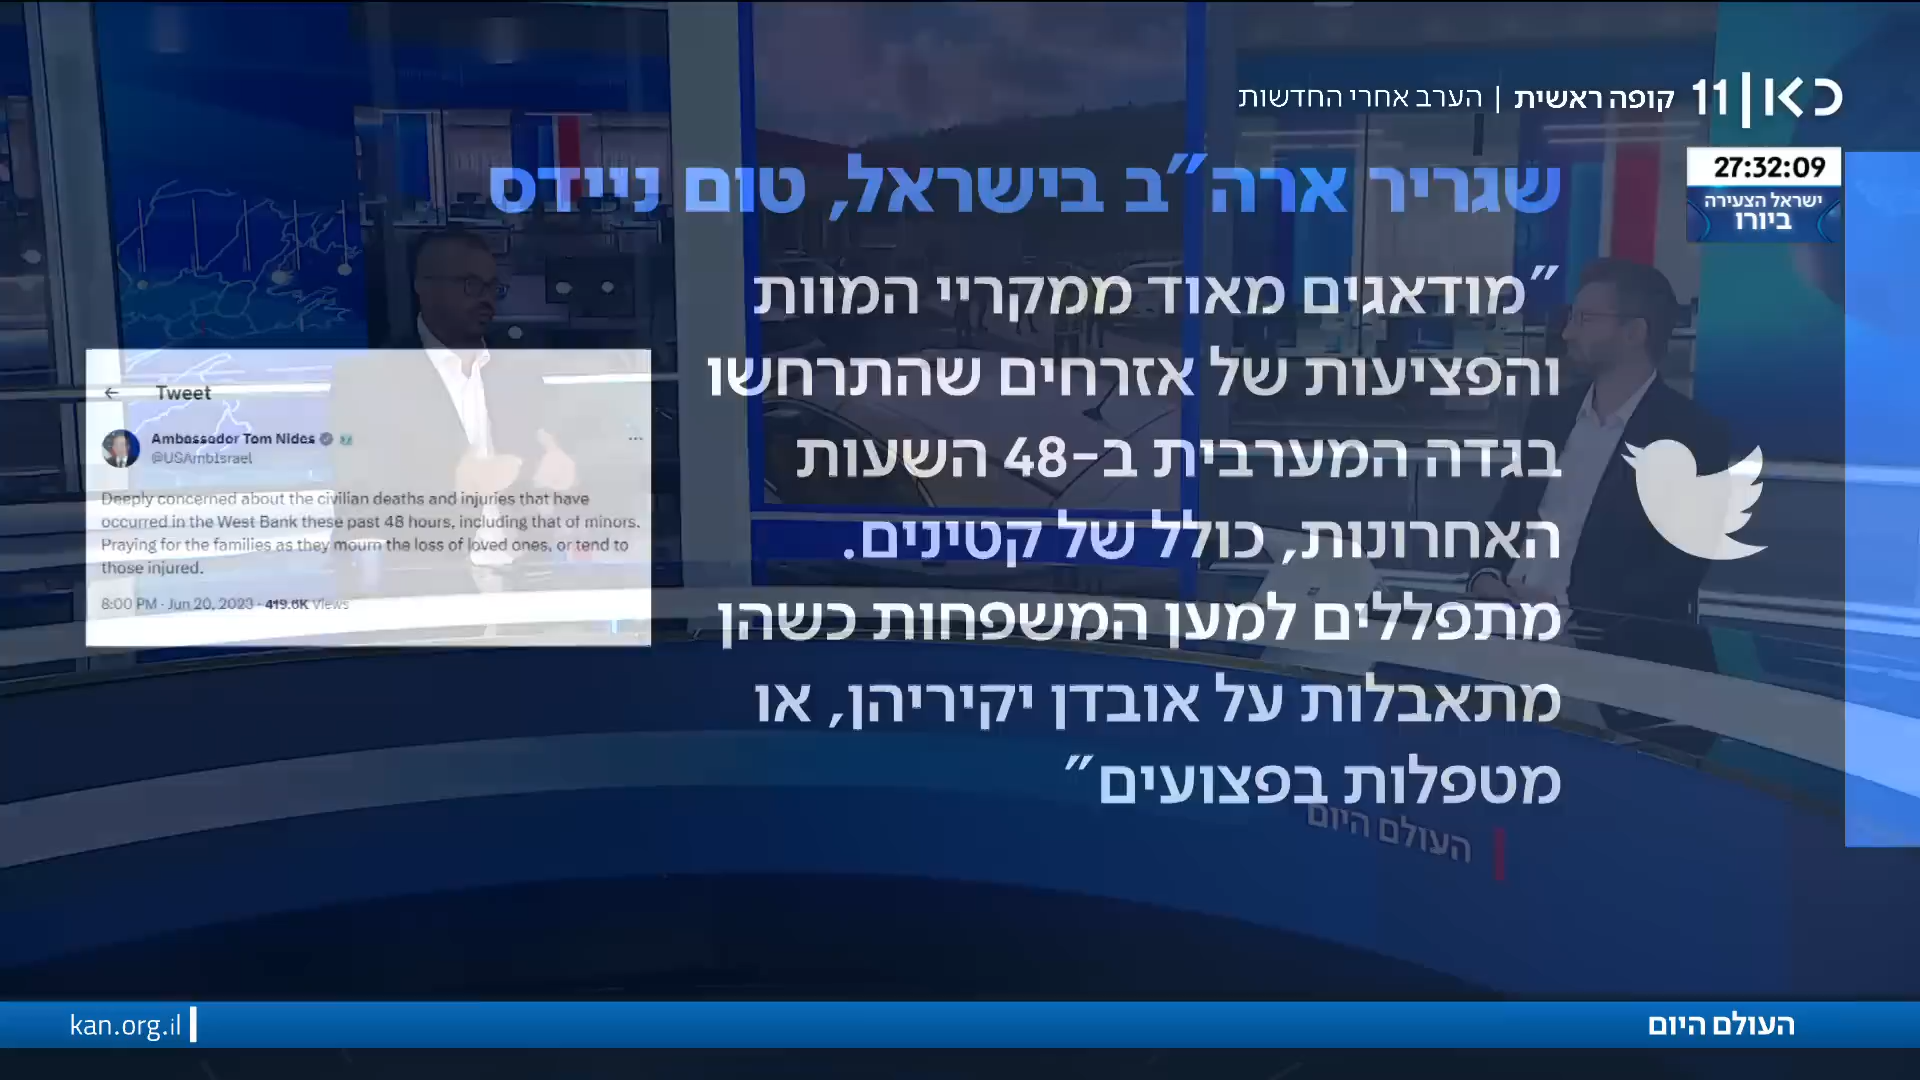 קופה ראשית | הערב אחרי החדשות
כאן 11
27:32:09
ישראל הצעירה
ביורו
שגריר ארה״ב בישראל, טום ניידס
״מודאגים מאוד ממקריי המוות
והפציעות של אזרחים שהתרחשו
בגדה המערבית ב-48 השעות
האחרונות, כולל של קטינים.
מתפללים למען המשפחות כשהן
מתאבלות על אובדן יקיריהן, או
מטפלות בפצועים״
Tweet
Ambassador Tom Nides
@USAmbIsrael
Deeply concerned about the civilian deaths and injuries that have
occurred in the West Bank these past 48 hours, including that of minors.
Praying for the families as they mourn the loss of loved ones, or tend to
those injured.
8:00 PM · Jun 20, 2023 · 419.6K Views
העולם היום
kan.org.il
העולם היום